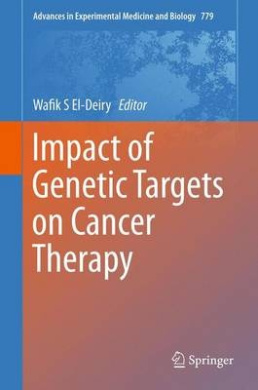 Advances in Experimental Medicine and Biology 779
Wafik S El-Deiry Editor
Impact of
Genetic Targets
on Cancer
Therapy
Springer